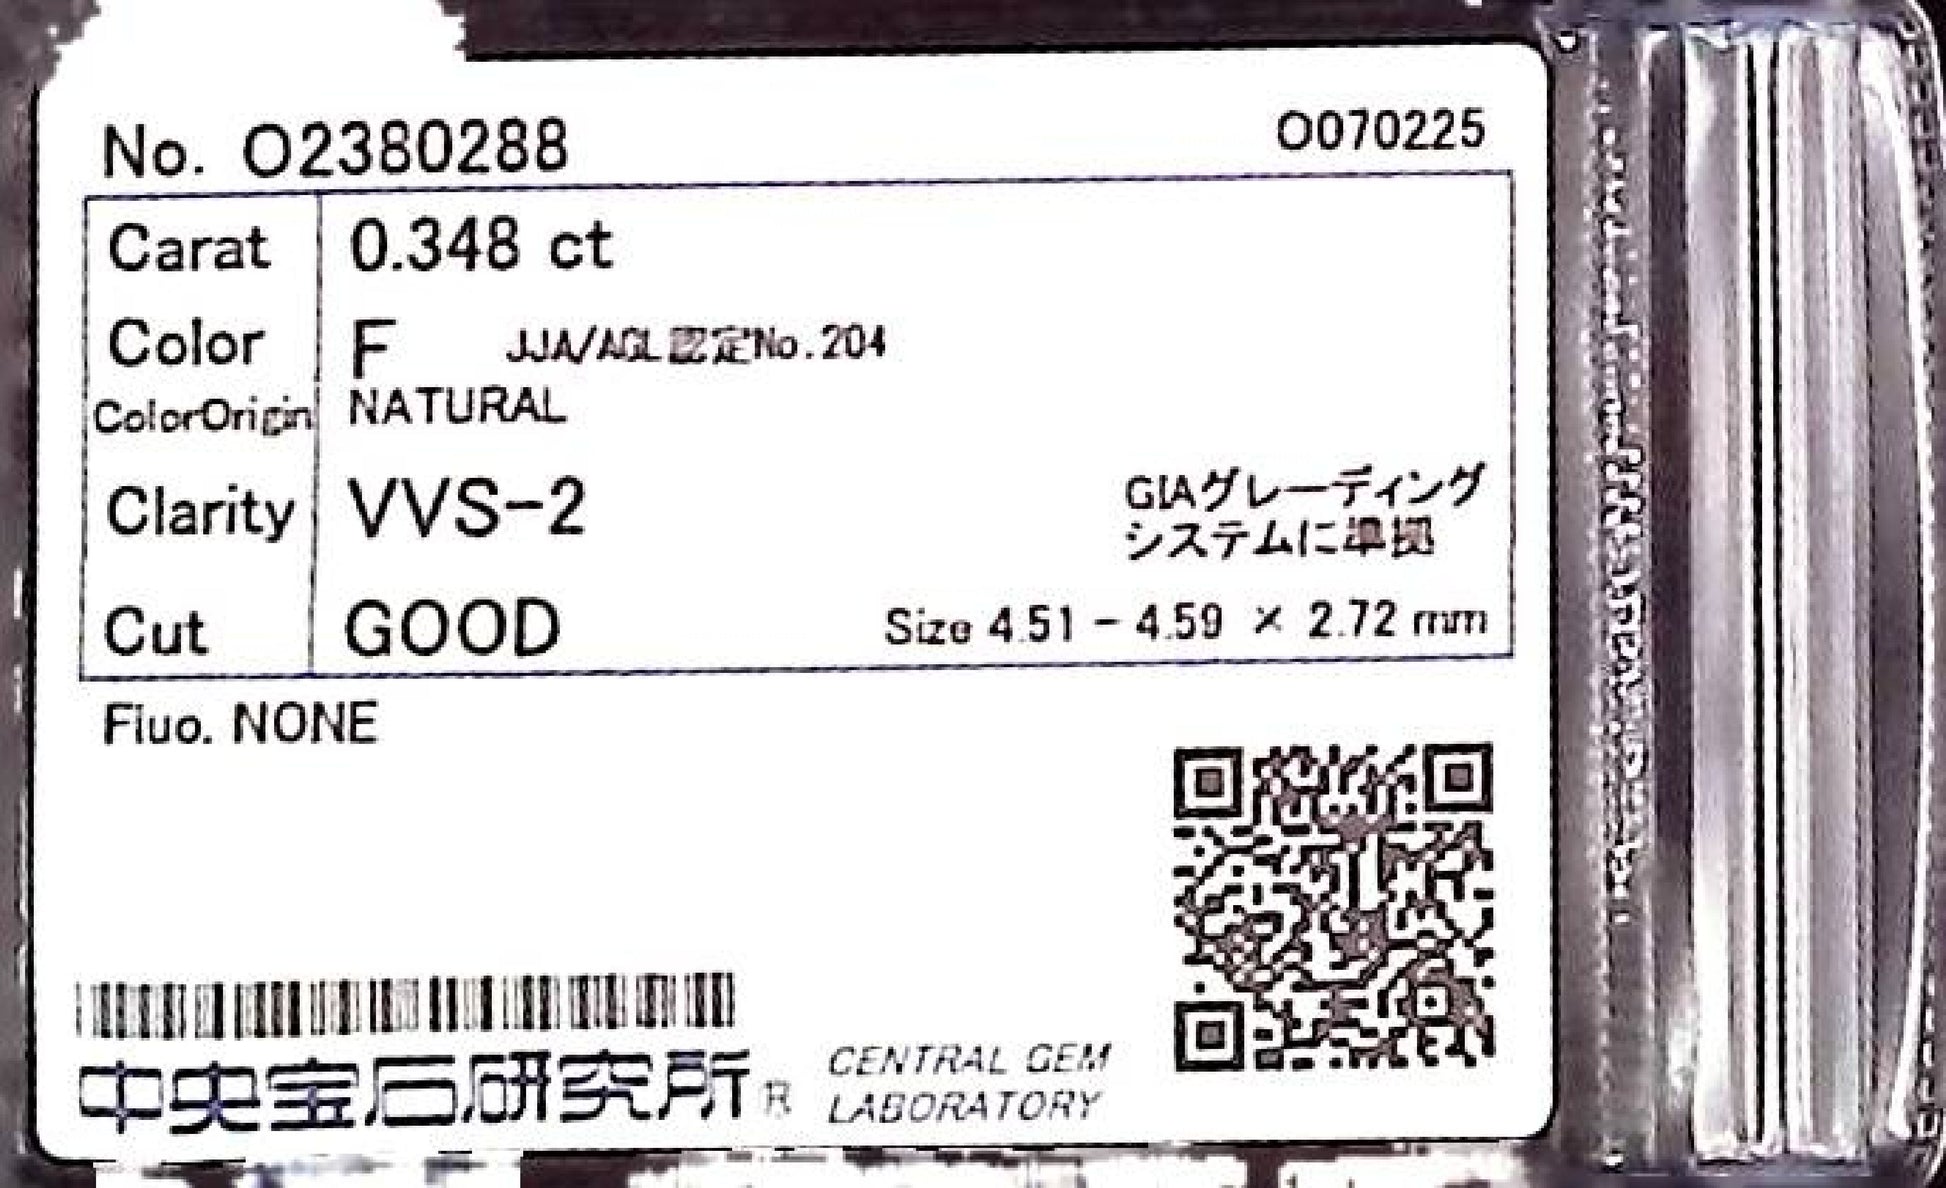 No. O2380288
O070225
Carat 0.348 ct
Color F JJA/AGL認定No.204
ColorOrigin NATURAL
Clarity VVS-2
GIAグレーディング
システムに準拠
Cut GOOD
Size 4.51 - 4.59 × 2.72 mm
Fluo. NONE
中央宝石研究所 R
CENTRAL GEM
LABORATORY